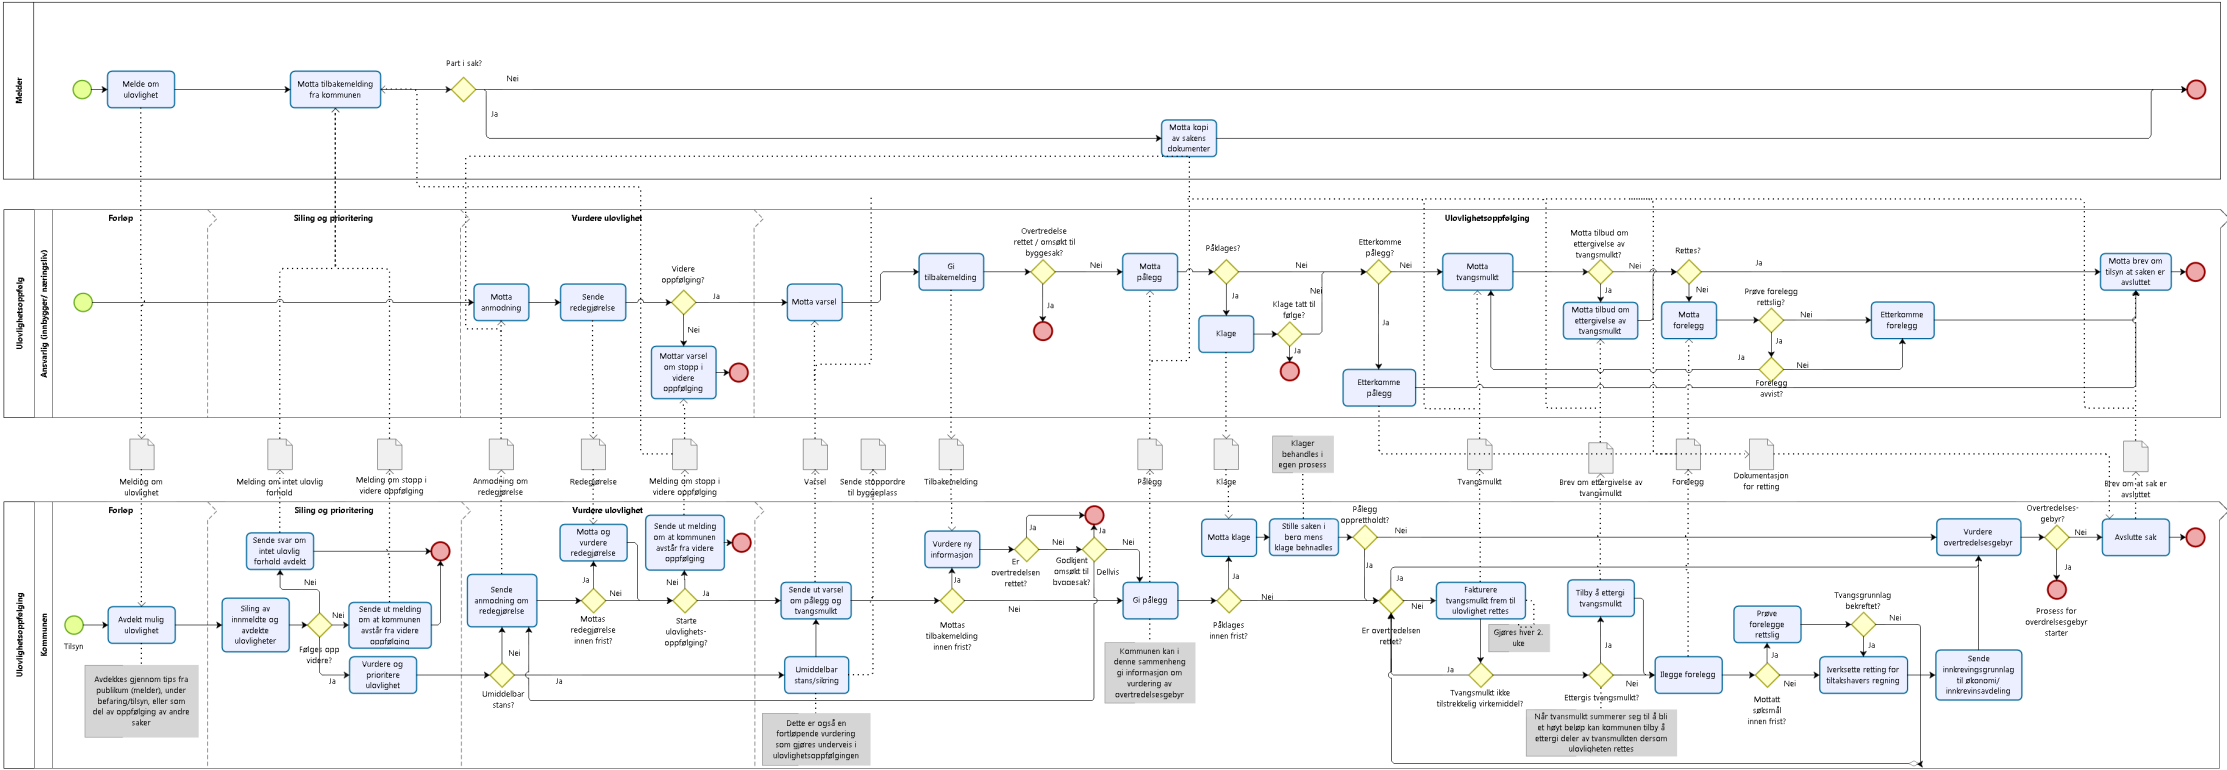 Melder
Melde om
ulovlighet
Motta tilbakemelding
fra kommunen
Part i sak?
Nei
Ja
Motta kopi
av sakens
dokumenter
Ulovlighetsoppfølg
Ansvarlig (innbygger/ næringsliv)
Forløp
Siling og prioritering
Vurdere ulovlighet
Ulovlighetsoppfølging
Motta
anmodning
Sende
redegjørelse
Videre
oppfølging?
Ja
Nei
Mottar varsel
om stopp i
videre
oppfølging
Motta varsel
Gi
tilbakemelding
Overtredelse
rettet / omsøkt til
byggesak?
Nei
Ja
Motta
pålegg
Påklages?
Nei
Ja
Klage
Klage tatt til
følge?
Nei
Ja
Etterkomme
pålegg?
Nei
Ja
Etterkomme
pålegg
Motta
tvangsmulkt
Motta tilbud om
ettergivelse av
tvangsmulkt?
Nei
Ja
Motta tilbud om
ettergivelse av
tvangsmulkt
Rettes?
Ja
Nei
Motta
forelegg
Prøve forelegg
rettslig?
Nei
Ja
Ja
Nei
Forelegg
avvist?
Etterkomme
forelegg
Motta brev om
tilsyn at saken er
avsluttet
Melding om
ulovlighet
Melding om intet ulovlig
forhold
Melding om stopp i
videre oppfølging
Anmodning om
redegjørelse
Redegjørelse
Melding om stopp i
videre oppfølging
Varsel
Sende stoppordre
til byggeplass
Tilbakemelding
Pålegg
Klage
Klager
behandles i
egen prosess
Tvangsmulkt
Brev om ettergivelse av
tvangsmulkt
Forelegg
Dokumentasjon
for retting
Brev om at sak er
avsluttet
Ulovlighetsoppfølging
Kommunen
Forløp
Siling og prioritering
Vurdere ulovlighet
Tilsyn
Avdekt mulig
ulovlighet
Avdekkes gjennom tips fra
publikum (melder), under
befaring/tilsyn, eller som
del av oppfølging av andre
saker
Sende svar om
intet ulovlig
forhold avdekt
Siling av
innmeldte og
avdekte
ulovligheter
Nei
Nei
Følges opp
videre?
Ja
Sende ut melding
om at kommunen
avstår fra videre
oppfølging
Vurdere og
prioritere
ulovlighet
Sende
anmodning om
redegjørelse
Nei
Umiddelbar
stans?
Ja
Motta og
vurdere
redegjørelse
Ja
Nei
Mottas
redegjørelse
innen frist?
Sende ut melding
om at kommunen
avstår fra videre
oppfølging
Nei
Ja
Starte
ulovlighets-
oppfølging?
Sende ut varsel
om pålegg og
tvangsmulkt
Umiddelbar
stans/sikring
Dette er også en
fortløpende vurdering
som gjøres underveis i
ulovlighetsoppfølgingen
Vurdere ny
informasjon
Ja
Nei
Mottas
tilbakemelding
innen frist?
Ja
Nei
Er
overtredelsen
rettet?
Ja
Nei
Godkjent
omsøkt til
byggesak?
Dellvis
Gi pålegg
Kommunen kan i
denne sammenheng
gi informasjon om
vurdering av
overtredelsesgebyr
Motta klage
Ja
Nei
Påklages
innen frist?
Stille saken i
bero mens
klage behnadles
Pålegg
oppretthold?
Nei
Ja
Ja
Nei
Er overtredelsen
rettet?
Fakturere
tvangsmulkt frem til
ulovlighet rettes
Gjøres hver 2.
uke
Ja
Tvangsmulkt ikke
tilstrekkelig virkemiddel?
Tilby å ettergi
tvangsmulkt
Ja
Nei
Ettergis tvangsmulkt?
Når tvansmulkt summerer seg til å bli
et høyt beløp kan kommunen tilby å
ettergi deler av tvansmulkten dersom
ulovligheten rettes
Ilegge forelegg
Prøve
forelegge
rettslig
Ja
Nei
Mottatt
søksmål
innen frist?
Tvangsgrunnlag
bekreftet?
Nei
Ja
Iverksette retting for
tiltakshavers regning
Sende
innkrevingsgrunnlag
til økonomi/
innkrevinsavdeling
Vurdere
overtredelsesgebyr
Overtredelses-
gebyr?
Nei
Ja
Prosess for
overdrelsesgebyr
starter
Avslutte sak